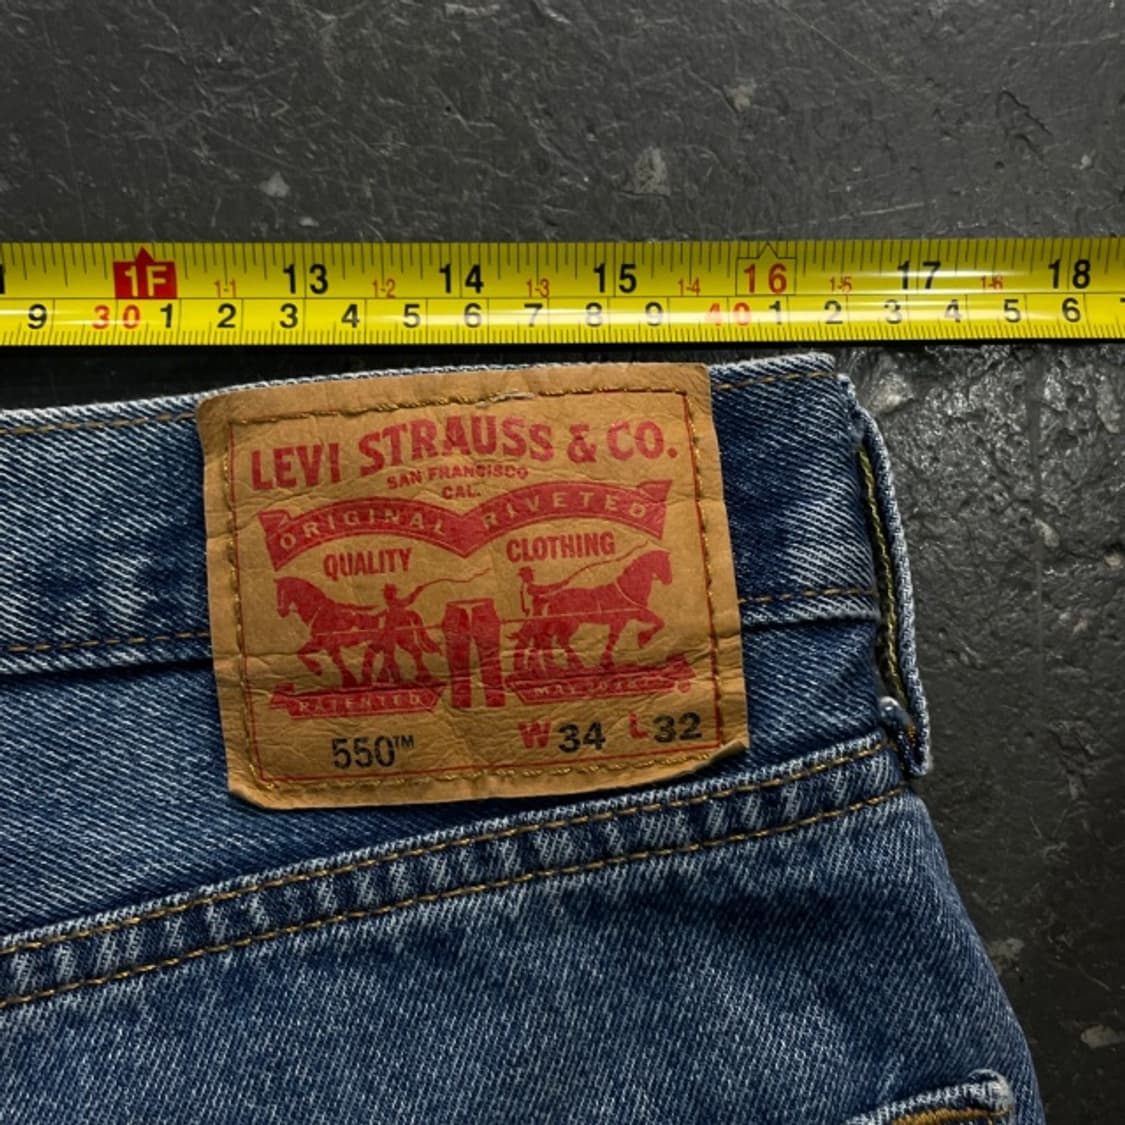 1F 1-1 13 1-2 14 1-3 15 1-4 16 1-5 17 1-6 18
9 30 1 2 3 4 5 6 7 8 9 40 1 2 3 4 5 6
LEVI STRAUSS & CO.
SAN FRANCISCO
CAL.
ORIGINAL RIVETED
QUALITY CLOTHING
PATENTED MAY
550™ W34 L32